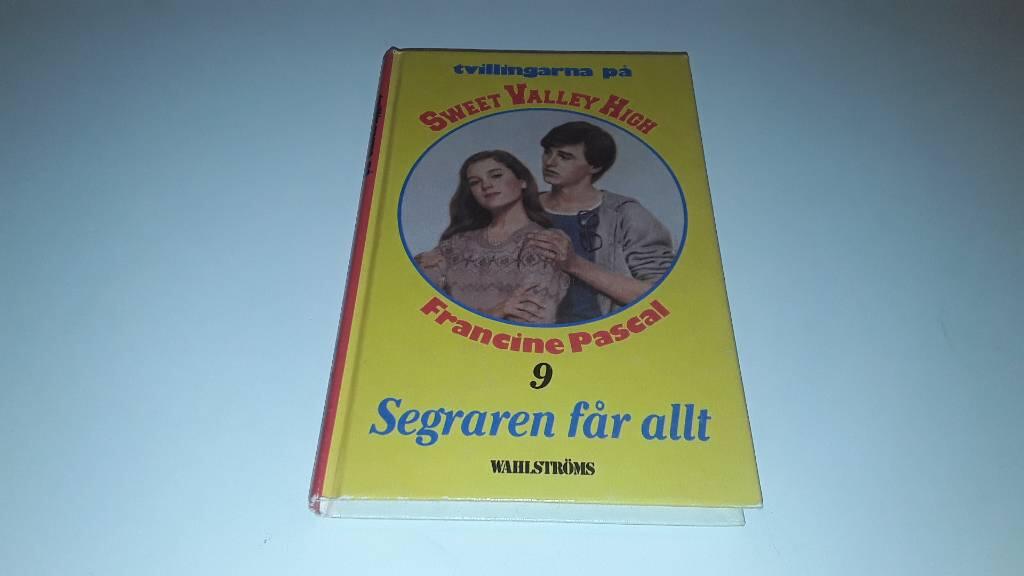 tvillingarna på
SWEET VALLEY HIGH
Francine Pascal
9
Segraren får allt
WAHLSTRÖMS